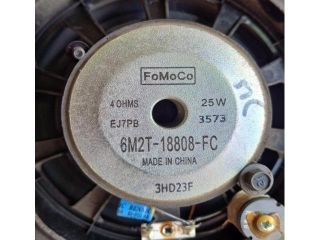 FoMoCo
4 OHMS 25W
EJ7PB 3573
6M2T-18808-FC
MADE IN CHINA
3HD23F